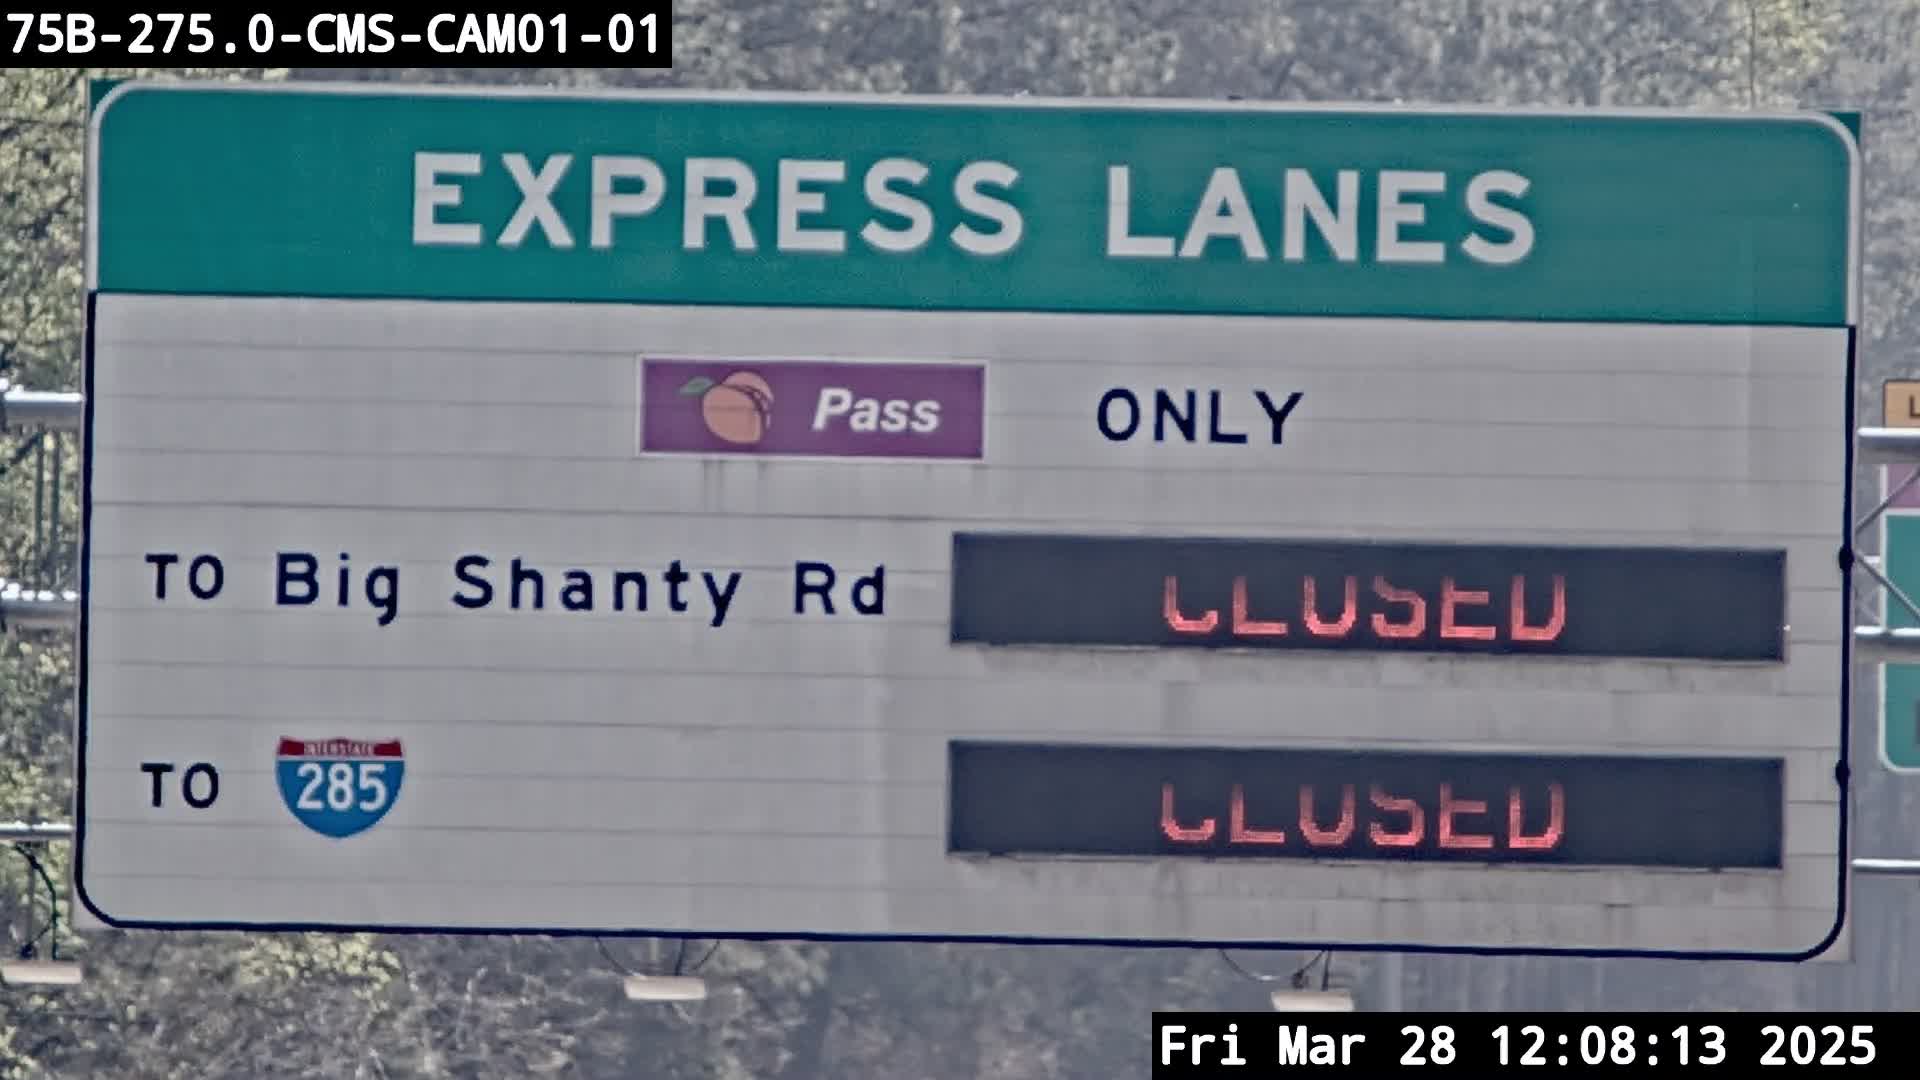 75B-275.0-CMS-CAM01-01
EXPRESS LANES
Pass ONLY
TO Big Shanty Rd CLOSED
INTERSTATE
TO 285 CLOSED
Fri Mar 28 12:08:13 2025